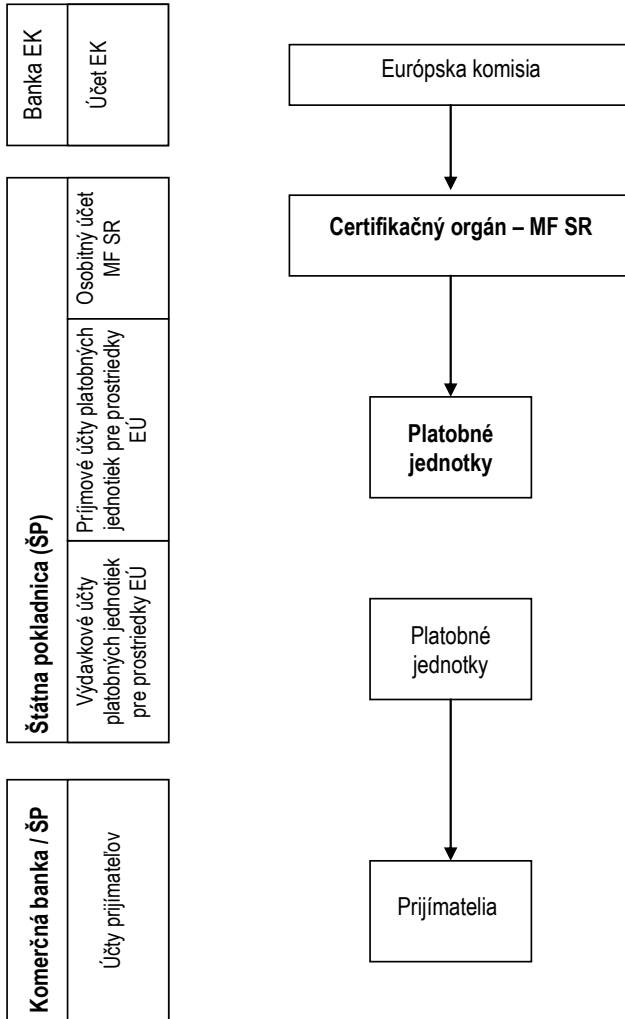 Banka EK
Účet EK
Európska komisia
Štátna pokladnica (ŠP)
Osobitný účet
MF SR
Certifikačný orgán – MF SR
Príjmové účty platobných
jednotiek pre prostriedky
EÚ
Platobné
jednotky
Výdavkové účty
platobných jednotiek
pre prostriedky EÚ
Platobné
jednotky
Komerčná banka / ŠP
Účty prijímateľov
Prijímatelia